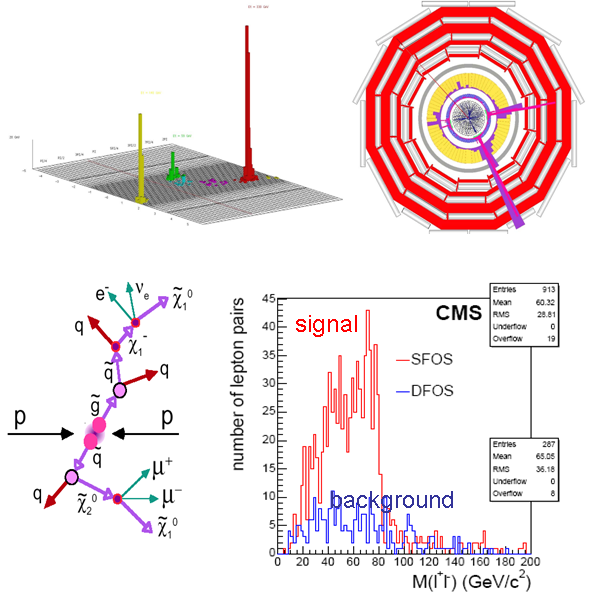 e⁻
νₑ
χ̃₁⁰
q
χ̃₁⁻
q̃
q
g̃
p
p
q̃
q
χ̃₂⁰
μ⁺
μ⁻
χ̃₁⁰
CMS
signal
SFOS
DFOS
background
number of lepton pairs
45
40
35
30
25
20
15
10
5
0
0 20 40 60 80 100 120 140 160 180 200
M(l⁺l⁻) (GeV/c²)
Entries 913
Mean 60.32
RMS 28.81
Underflow 0
Overflow 19
Entries 287
Mean 65.05
RMS 36.18
Underflow 0
Overflow 8